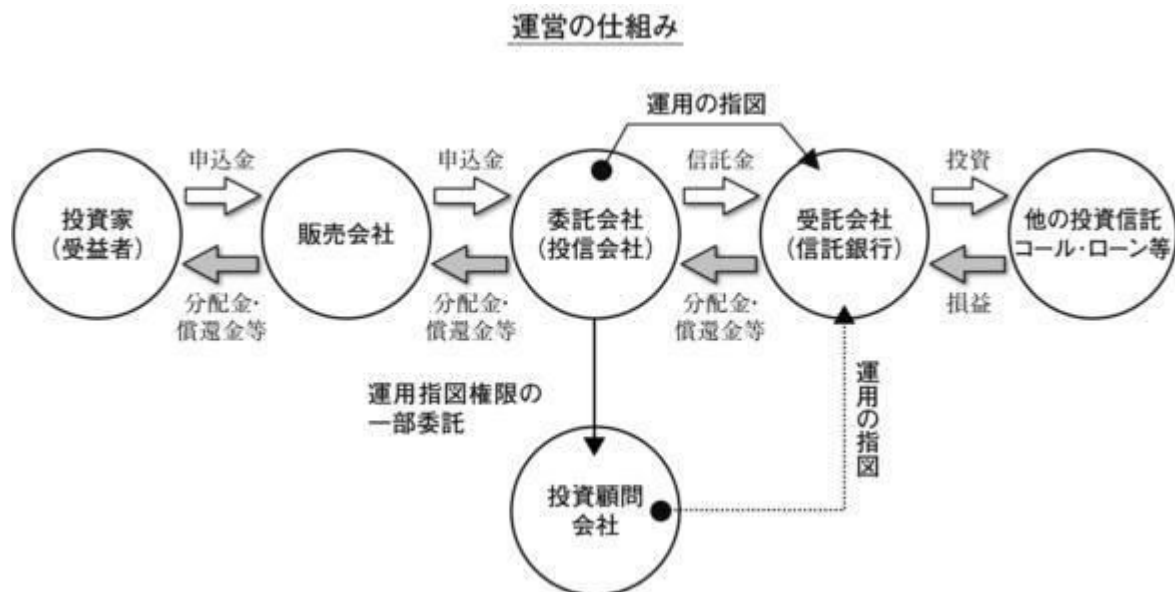 運営の仕組み
運用の指図
申込金
申込金
信託金
投資
投資家
(受益者)
販売会社
委託会社
(投信会社)
受託会社
(信託銀行)
他の投資信託
コール・ローン等
分配金・
償還金等
分配金・
償還金等
分配金・
償還金等
損益
運用指図権限の
一部委託
運用の指図
投資顧問
会社